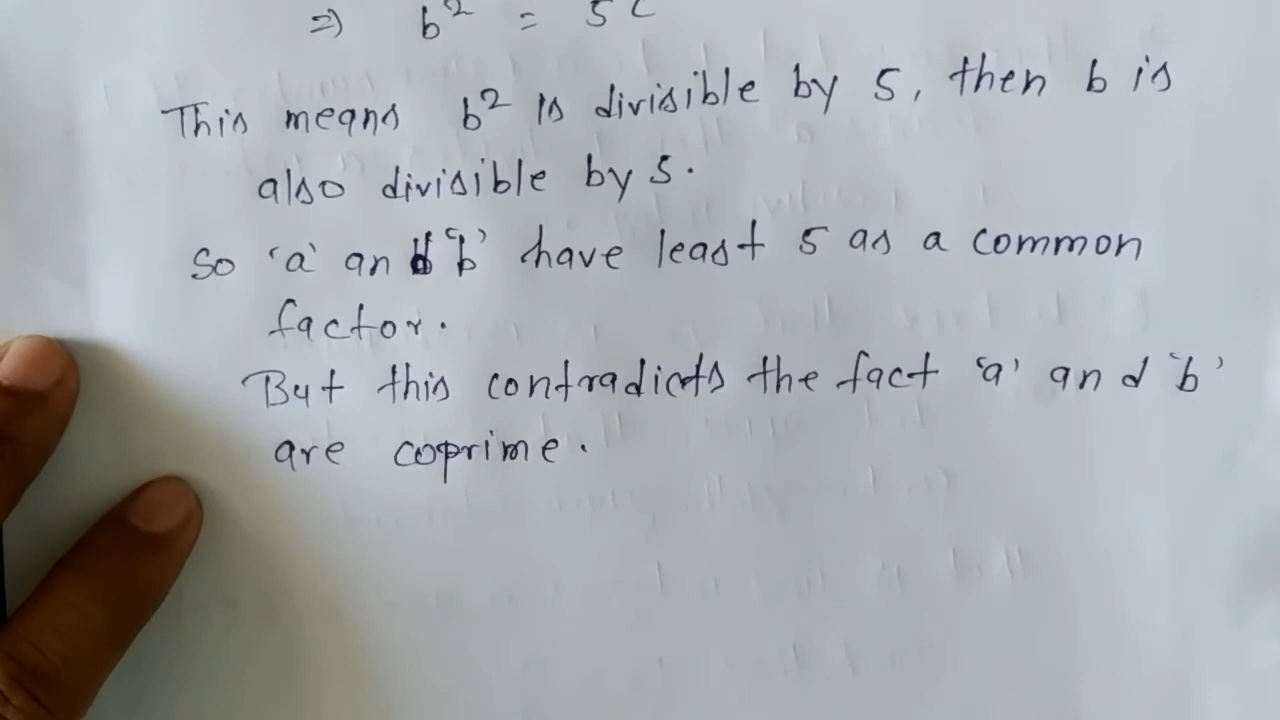 =) b² = 5c
This means b² is divisible by 5, then b is
also divisible by 5.
So 'a' and 'b' have least 5 as a common
factor.
But this contradicts the fact 'a' and 'b'
are coprime.